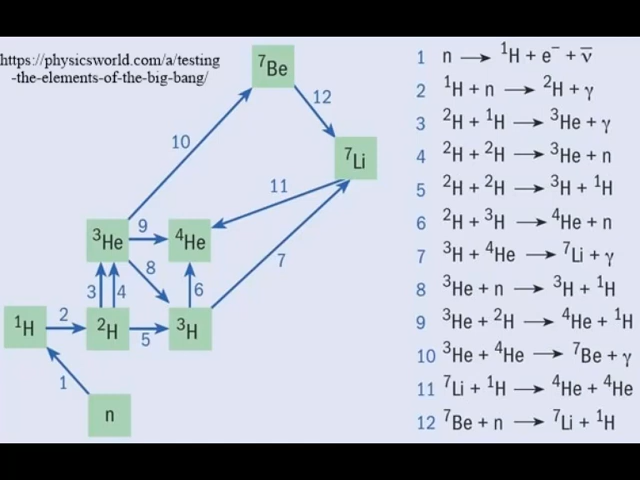 https://physicsworld.com/a/testing
-the-elements-of-the-big-bang/
⁷Be
12
10
⁷Li
11
³He
9
⁴He
8
7
3
4
6
¹H
2
²H
5
³H
1
n
1 n → ¹H + e⁻ + ν̅
2 ¹H + n → ²H + γ
3 ²H + ¹H → ³He + γ
4 ²H + ²H → ³He + n
5 ²H + ²H → ³H + ¹H
6 ²H + ³H → ⁴He + n
7 ³H + ⁴He → ⁷Li + γ
8 ³He + n → ³H + ¹H
9 ³He + ²H → ⁴He + ¹H
10 ³He + ⁴He → ⁷Be + γ
11 ⁷Li + ¹H → ⁴He + ⁴He
12 ⁷Be + n → ⁷Li + ¹H